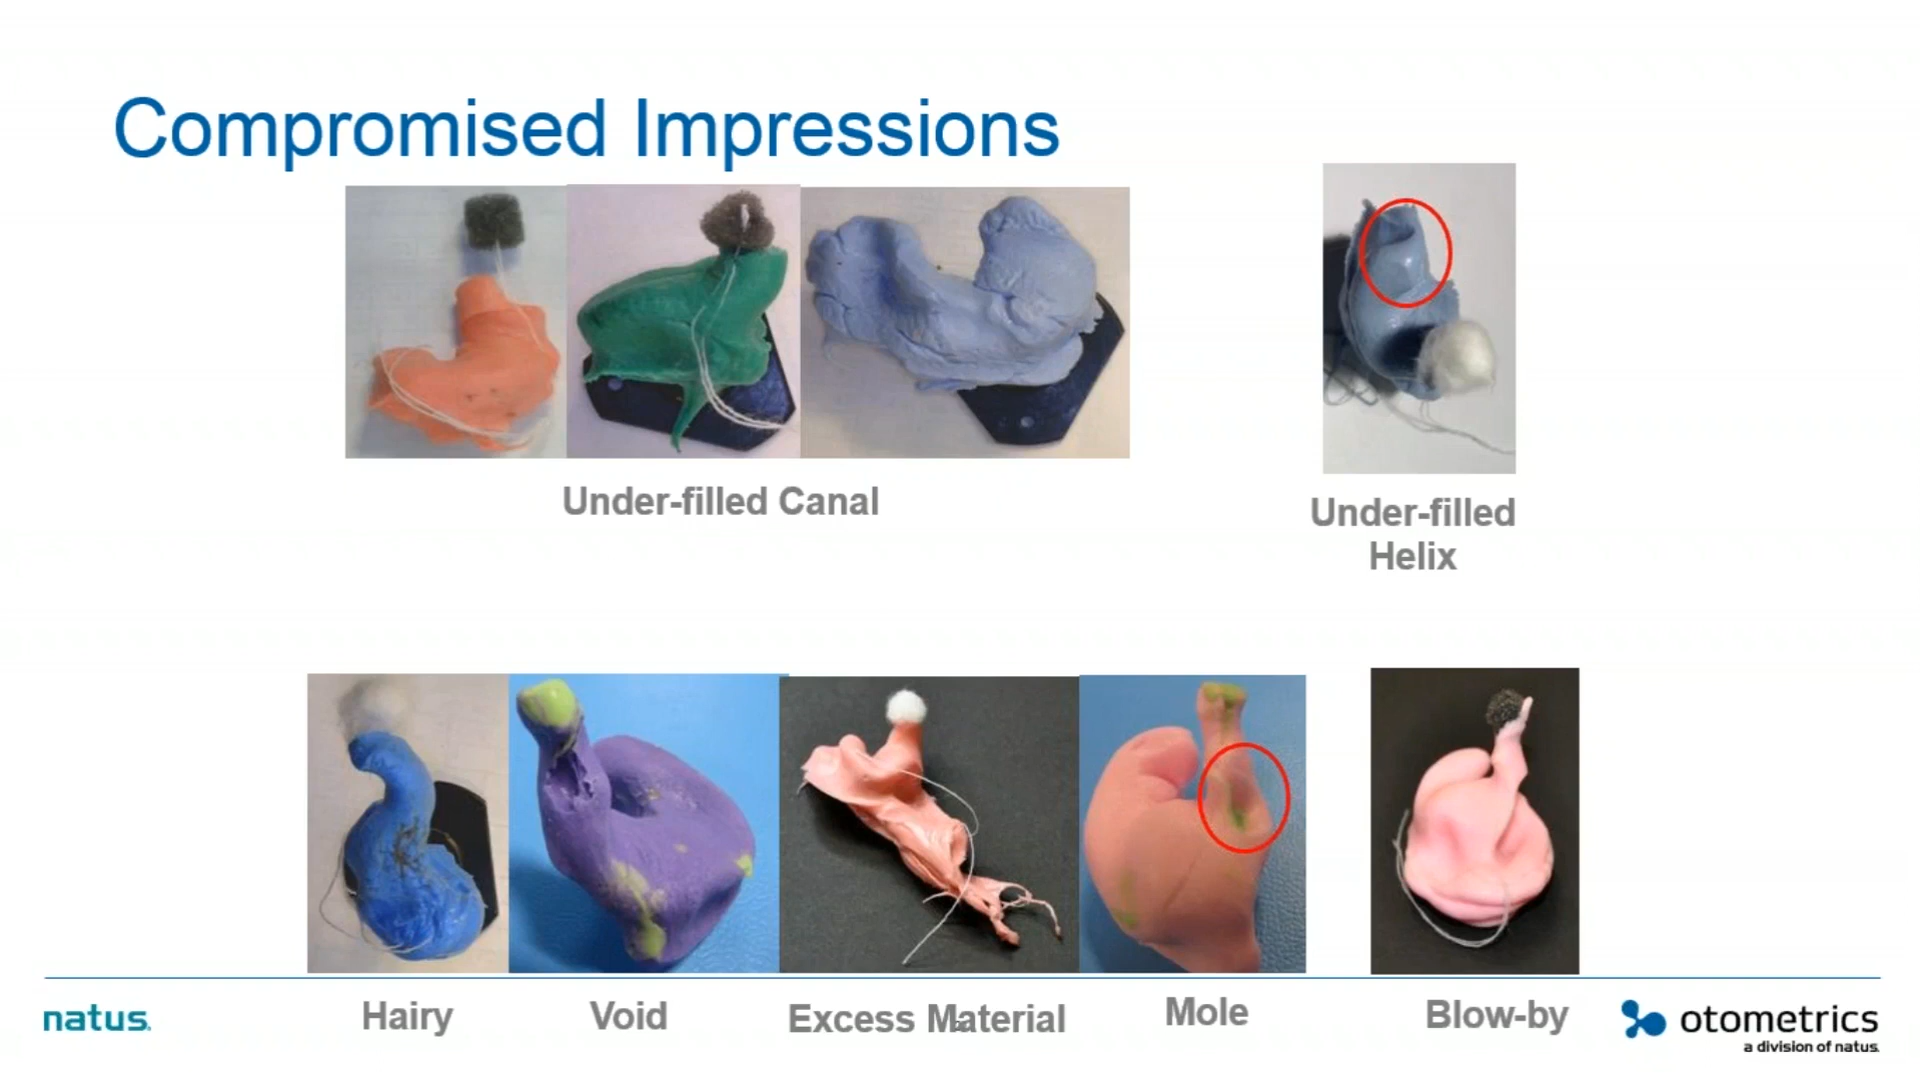 Compromised Impressions
Under-filled Canal
Under-filled
Helix
Hairy
Void
Excess Material
Mole
Blow-by
natus.
otometrics
a division of natus.